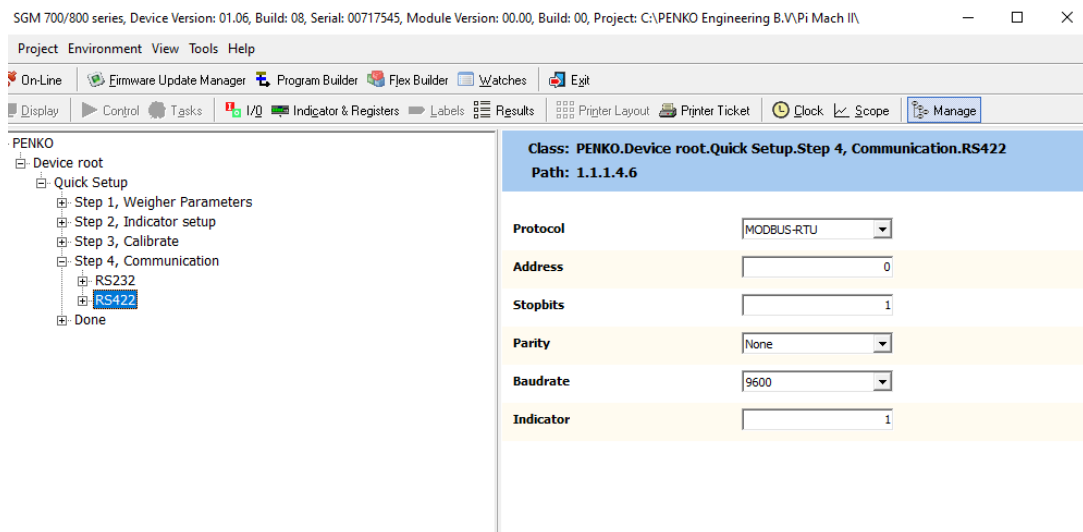 SGM 700/800 series, Device Version: 01.06, Build: 08, Serial: 00717545, Module Version: 00.00, Build: 00, Project: C:\PENKO Engineering B.V\Pi Mach II\
Project Environment View Tools Help
On-Line Firmware Update Manager Program Builder Flex Builder Watches Exit
Display Control Tasks I/O Indicator & Registers Labels Results Printer Layout Printer Ticket Clock Scope Manage
PENKO
Device root
Quick Setup
Step 1, Weigher Parameters
Step 2, Indicator setup
Step 3, Calibrate
Step 4, Communication
RS232
RS422
Done
Class: PENKO.Device root.Quick Setup.Step 4, Communication.RS422
Path: 1.1.1.4.6
Protocol MODBUS-RTU
Address 0
Stopbits 1
Parity None
Baudrate 9600
Indicator 1